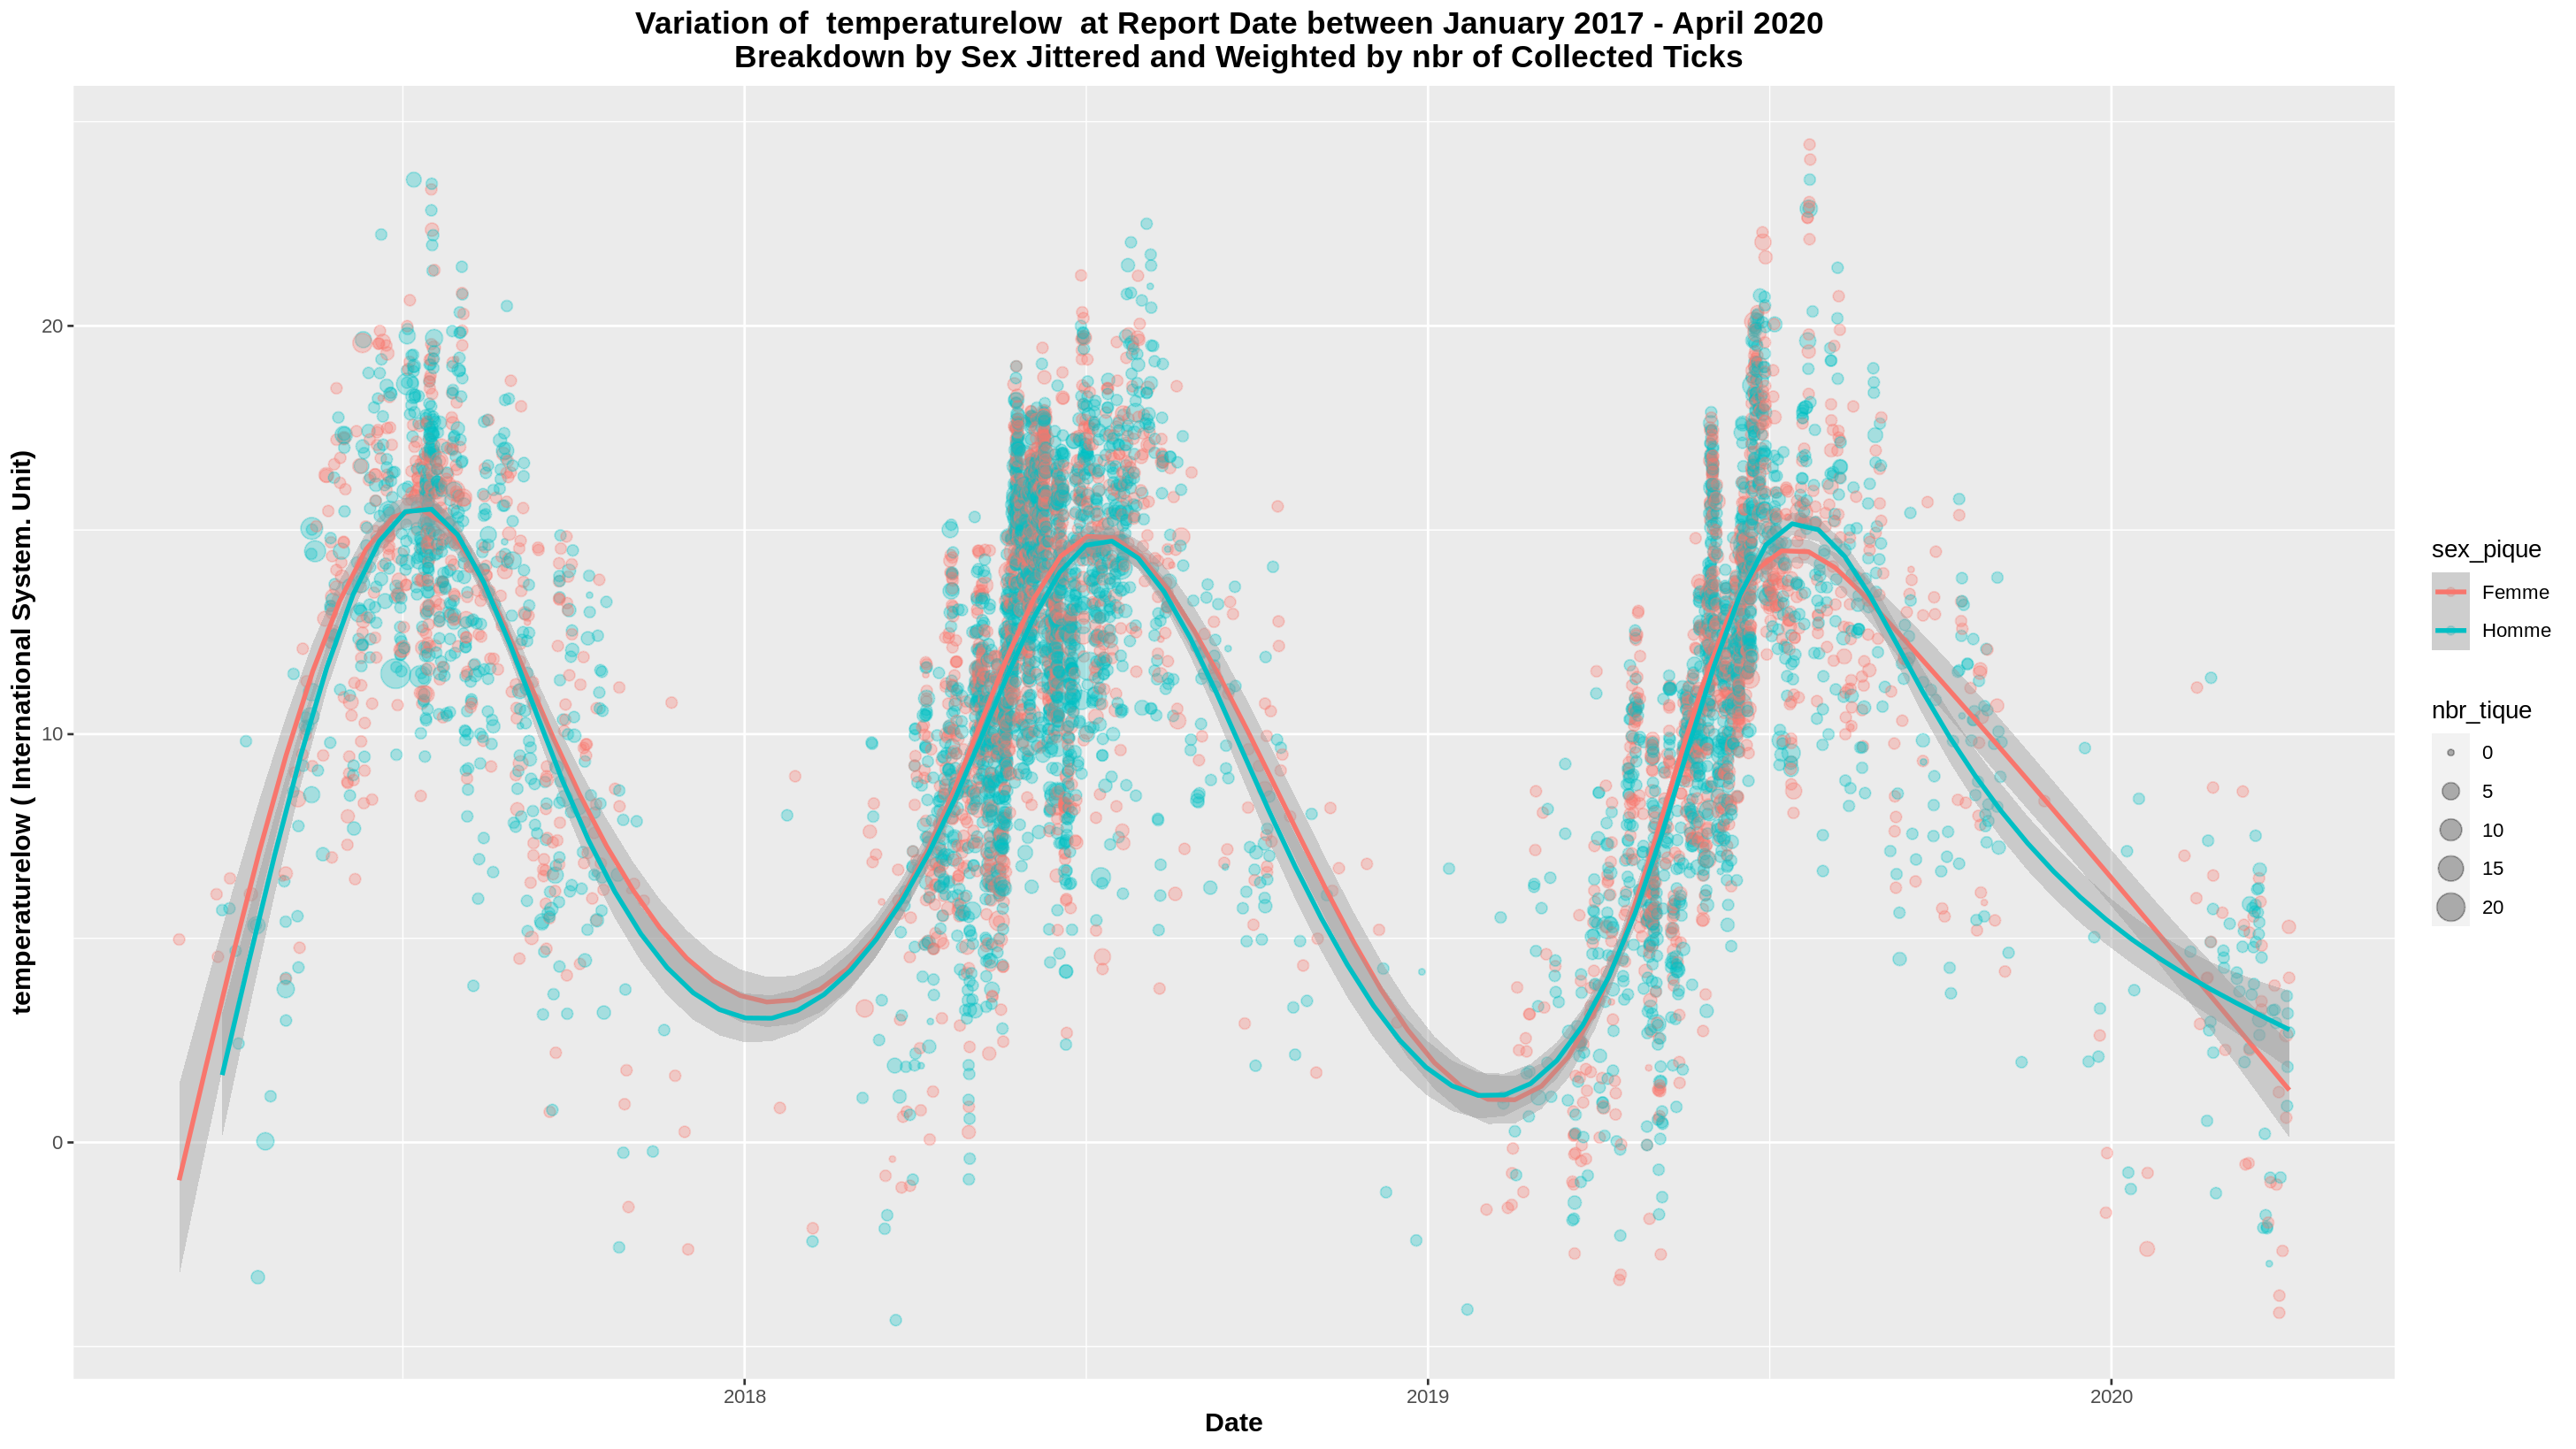 Variation of  temperaturelow  at Report Date between January 2017 - April 2020
Breakdown by Sex Jittered and Weighted by nbr of Collected Ticks
temperaturelow ( International System. Unit)
20
10
0
2018
2019
2020
Date
sex_pique
Femme
Homme
nbr_tique
0
5
10
15
20